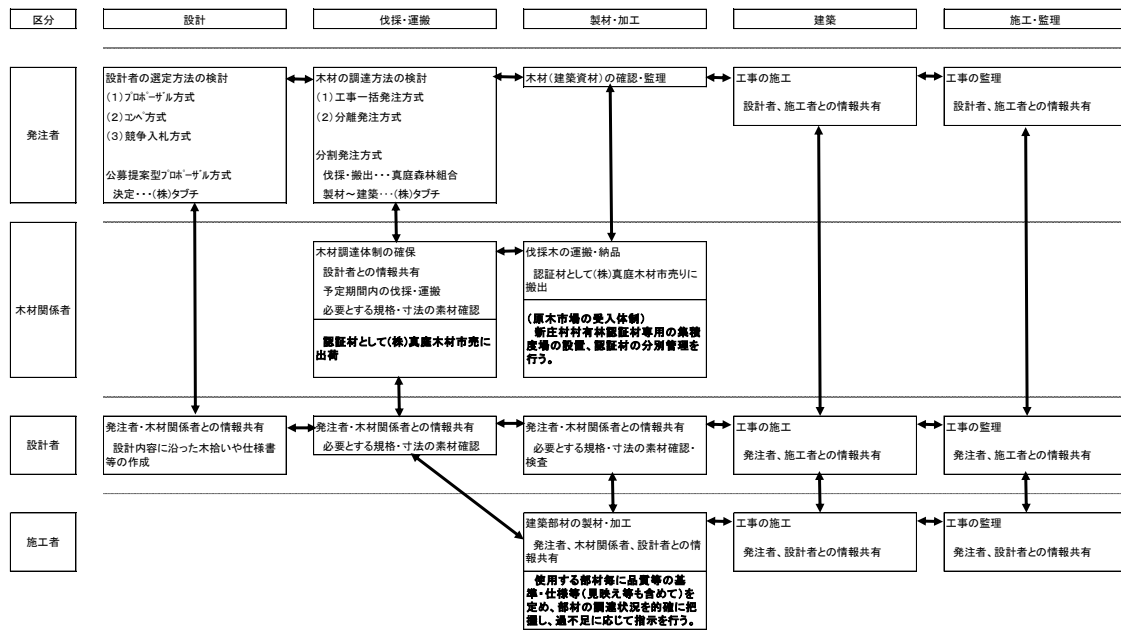 区分
設計
伐採・運搬
製材・加工
建築
施工・監理
発注者
設計者の選定方法の検討
(1)プロポーザル方式
(2)コンペ方式
(3)競争入札方式
公募提案型プロポーザル方式
決定・・・(株)タブチ
木材の調達方法の検討
(1)工事一括発注方式
(2)分離発注方式
分割発注方式
伐採・搬出・・・真庭森林組合
製材～建築・・・(株)タブチ
木材(建築資材)の確認・監理
工事の施工
設計者、施工者との情報共有
工事の監理
設計者、施工者との情報共有
木材関係者
木材調達体制の確保
設計者との情報共有
予定期間内の伐採・運搬
必要とする規格・寸法の素材確認
認証材として(株)真庭木材市売に
出荷
伐採木の運搬・納品
認証材として(株)真庭木材市売りに
搬出
(原木市場の受入体制)
新庄村村有林認証材専用の集積
度場の設置、認証材の分別管理を
行う。
設計者
発注者・木材関係者との情報共有
設計内容に沿った木拾いや仕様書
等の作成
発注者・木材関係者との情報共有
必要とする規格・寸法の素材確認
発注者・木材関係者との情報共有
必要とする規格・寸法の素材確認・
検査
工事の施工
発注者、施工者との情報共有
工事の監理
発注者、施工者との情報共有
施工者
建築部材の製材・加工
発注者、木材関係者、設計者との情
報共有
使用する部材毎に品質等の基
準・仕様等(見映え等も含めて)を
定め、部材の調達状況を的確に把
握し、過不足に応じて指示を行う。
工事の施工
発注者、設計者との情報共有
工事の監理
発注者、設計者との情報共有